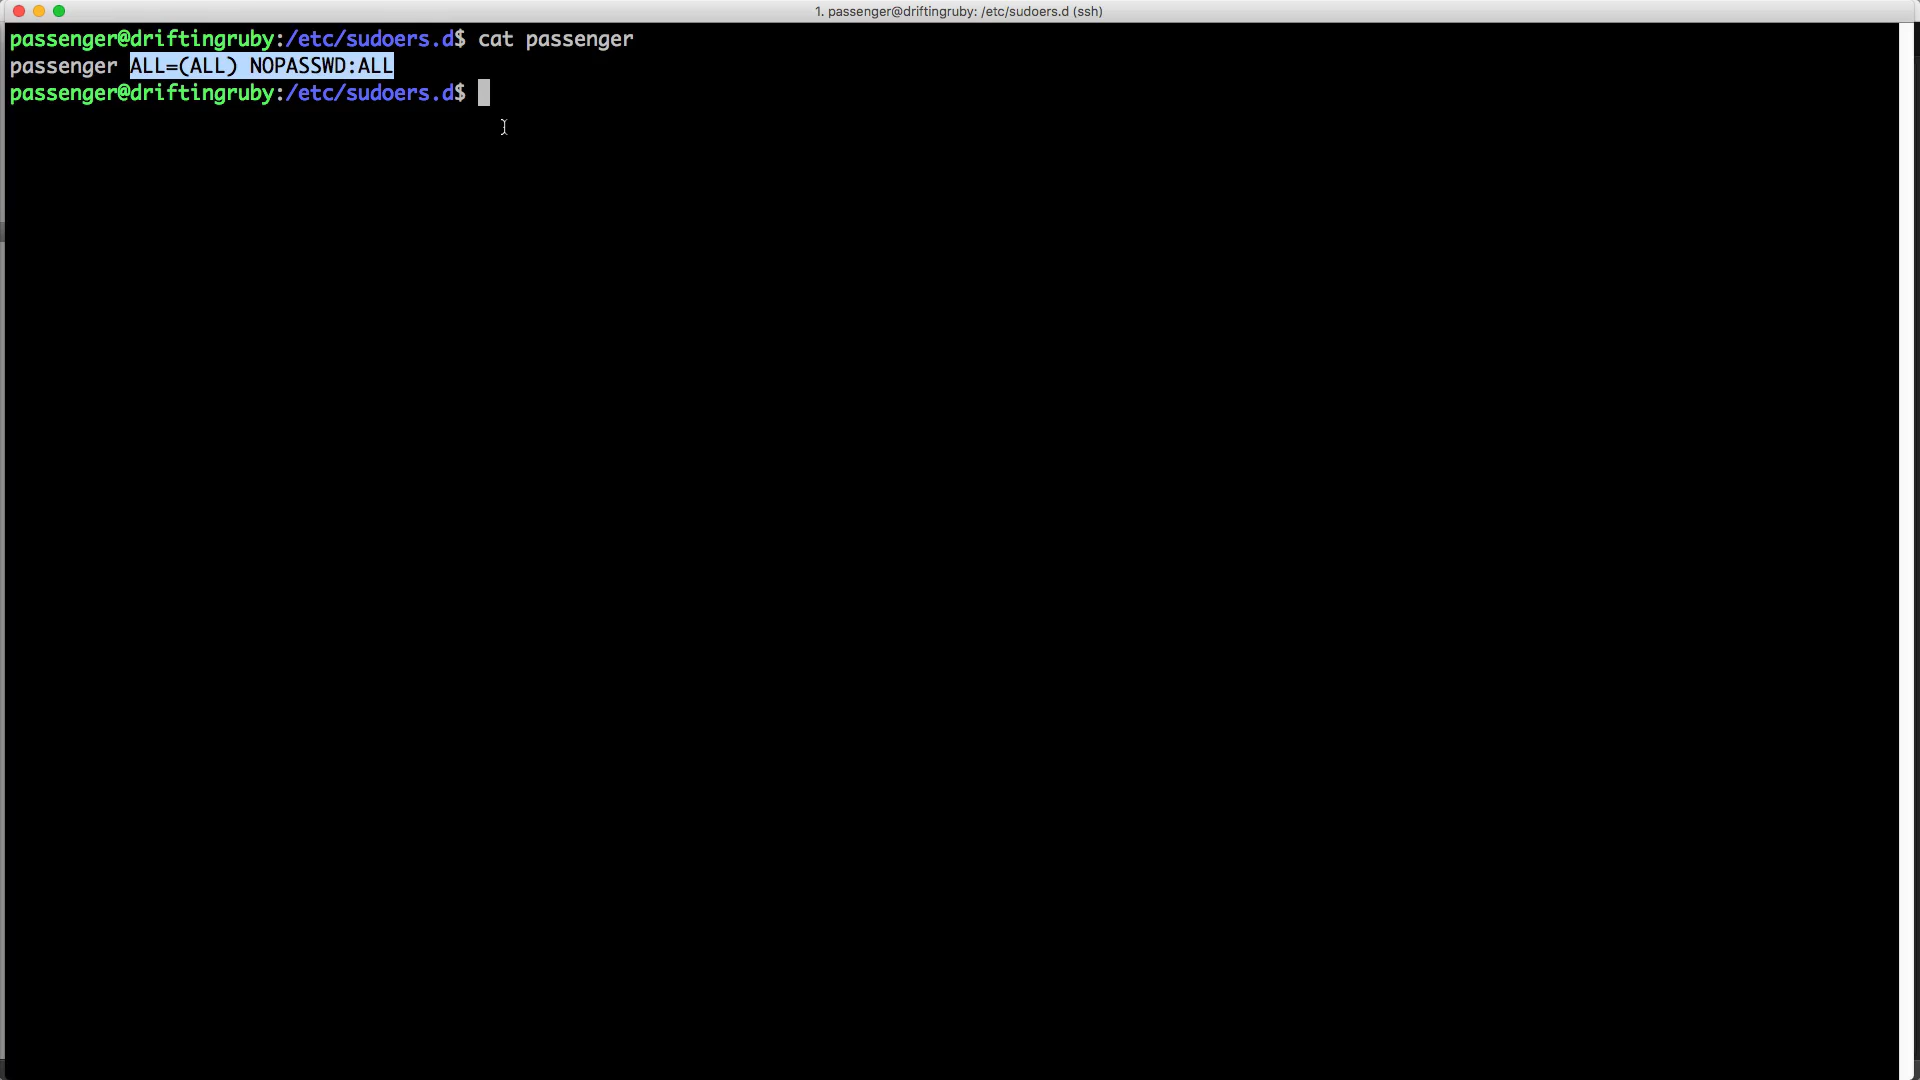 1. passenger@driftingruby: /etc/sudoers.d (ssh)
passenger@driftingruby:/etc/sudoers.d$ cat passenger
passenger ALL=(ALL) NOPASSWD:ALL
passenger@driftingruby:/etc/sudoers.d$